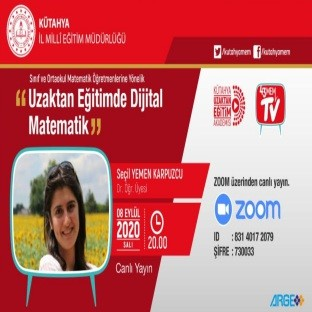 KÜTAHYA
İL MİLLÎ EĞİTİM MÜDÜRLÜĞÜ
/kutahyamem
/kutahyamem
Sınıf ve Ortaokul Matematik Öğretmenlerine Yönelik
“Uzaktan Eğitimde Dijital
Matematik”
KÜTAHYA
UZAKTAN
EĞİTİM
AKADEMİSİ
TV
Seçil YEMEN KARPUZCU
Dr. Öğr. Üyesi
08 EYLÜL
2020
SALI
20.00
Canlı Yayın
ZOOM üzerinden canlı yayın.
zoom
ID : 831 4017 2079
ŞİFRE : 730033
ARGE